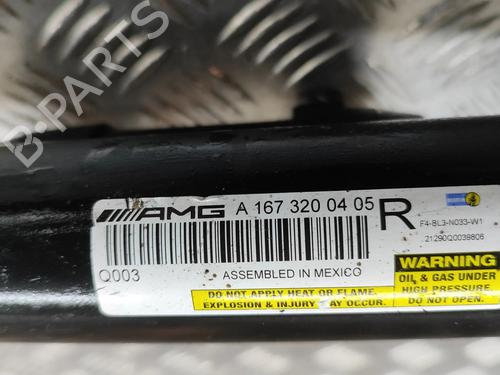 AMG A 167 320 04 05 R
F4-BL3-N033-W1
21290Q0039806
Q003
ASSEMBLED IN MEXICO
DO NOT APPLY HEAT OR FLAME.
EXPLOSION & INJURY AY OCCUR.
WARNING
OIL & GAS UNDER
HIGH PRESSURE
DO NOT OPEN.
B-PARTS